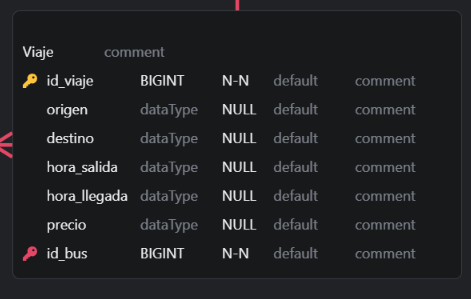 Viaje comment
id_viaje BIGINT N-N default comment
origen dataType NULL default comment
destino dataType NULL default comment
hora_salida dataType NULL default comment
hora_llegada dataType NULL default comment
precio dataType NULL default comment
id_bus BIGINT N-N default comment